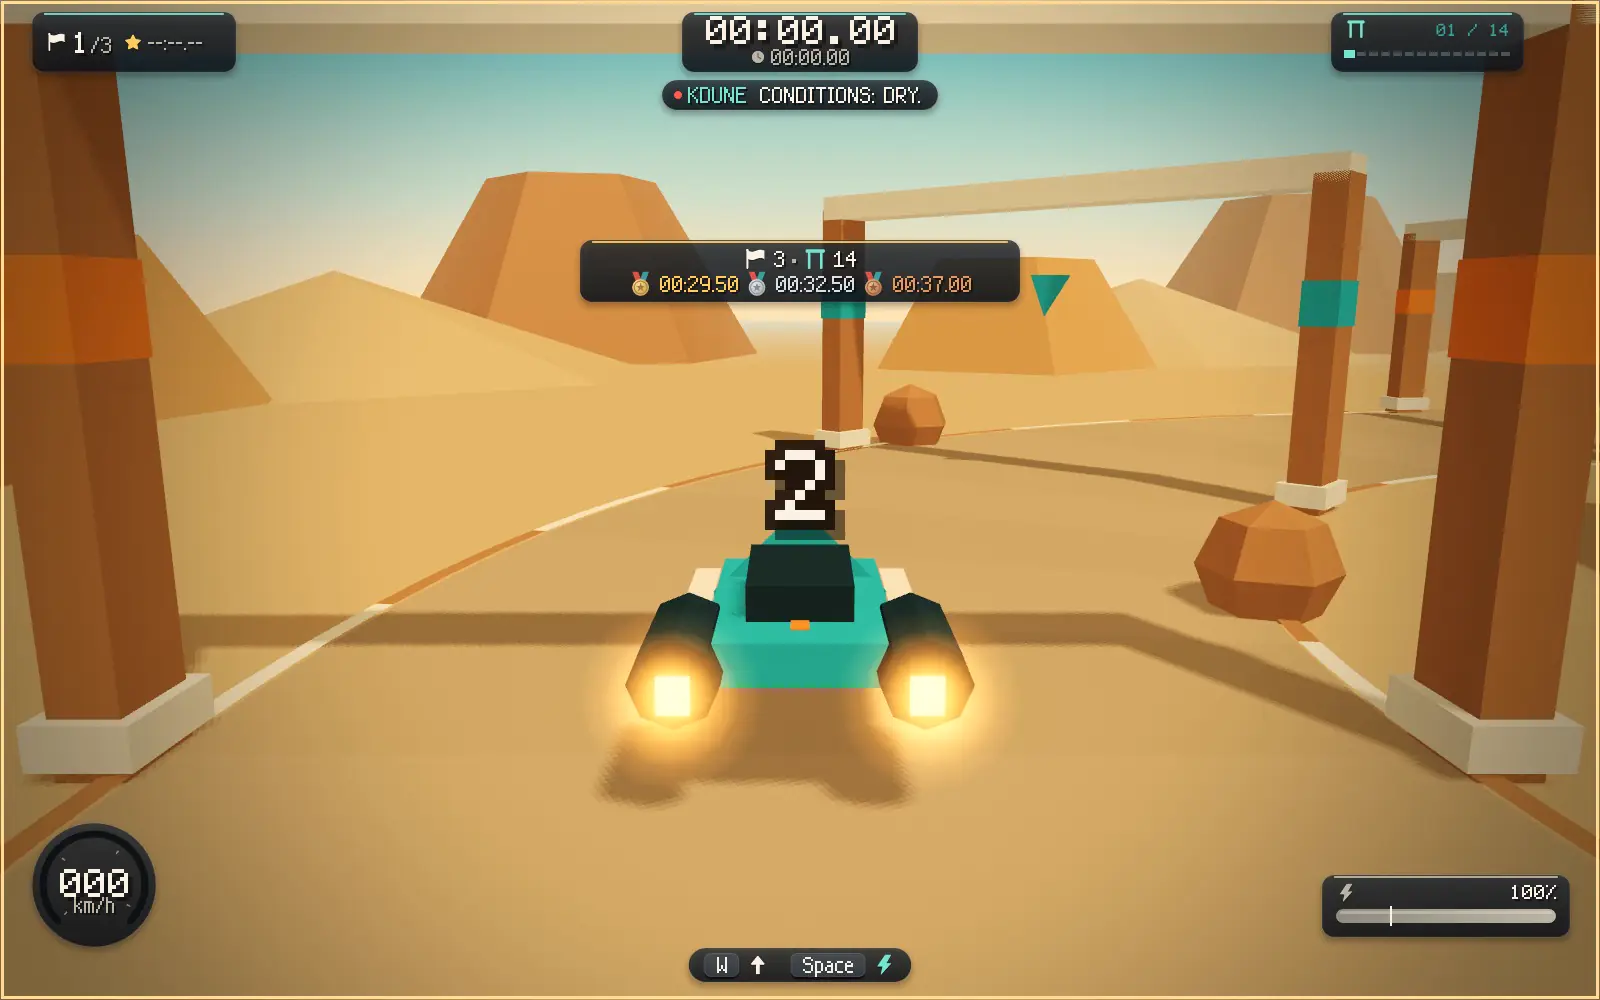 1/3 --:--.--
00:00.00
00:00.00
01 / 14
KDUNE CONDITIONS: DRY.
3 · 14
00:29.50 00:32.50 00:37.00
2
000
km/h
100%
W Space